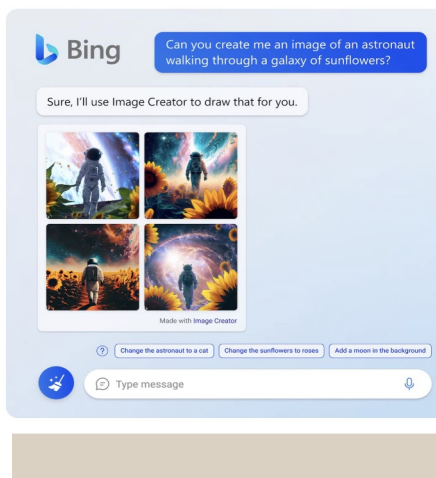 Bing
Can you create me an image of an astronaut
walking through a galaxy of sunflowers?
Sure, I'll use Image Creator to draw that for you.
Made with Image Creator
? Change the astronaut to a cat Change the sunflowers to roses Add a moon in the background
Type message